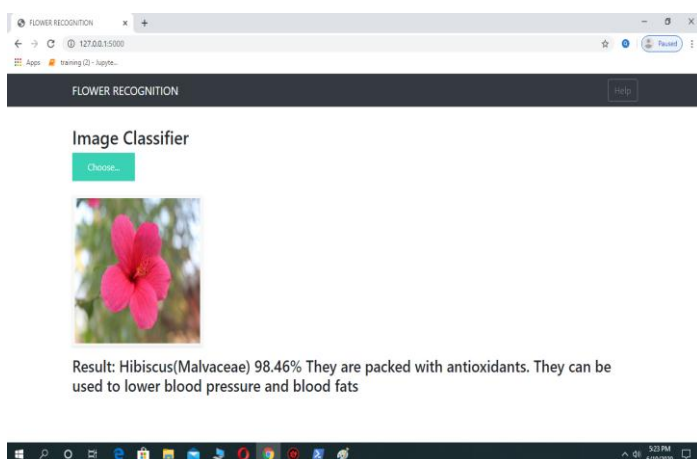 FLOWER RECOGNITION
127.0.0.1:5000
Paused
Apps training (2) - Jupyte...
FLOWER RECOGNITION
Help
Image Classifier
Choose...
Result: Hibiscus(Malvaceae) 98.46% They are packed with antioxidants. They can be
used to lower blood pressure and blood fats
5:23 PM